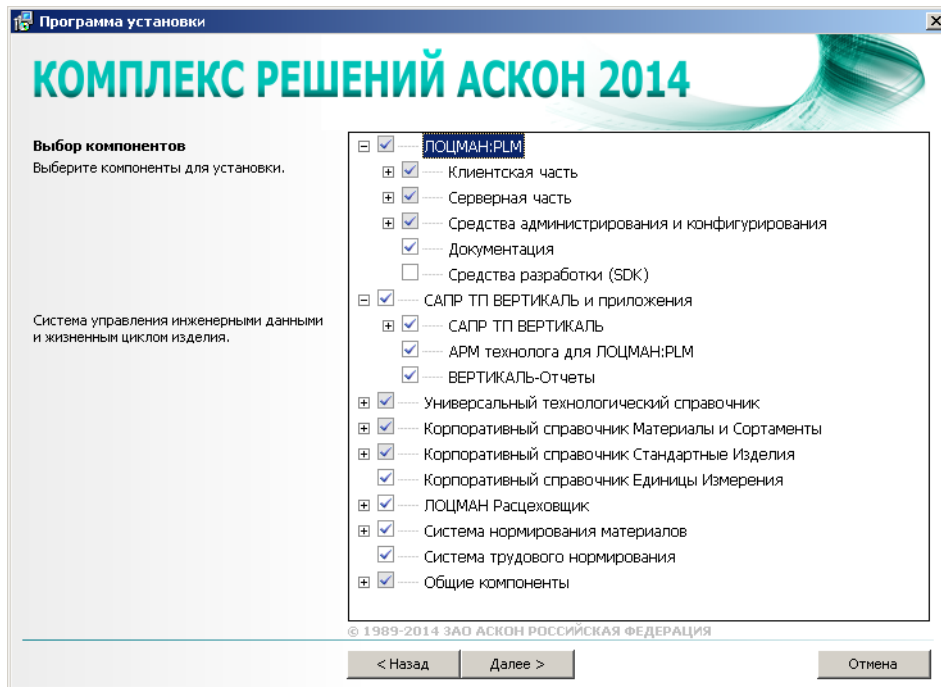 Программа установки
КОМПЛЕКС РЕШЕНИЙ АСКОН 2014
Выбор компонентов
Выберите компоненты для установки.
Система управления инженерными данными
и жизненным циклом изделия.
ЛОЦМАН:PLM
Клиентская часть
Серверная часть
Средства администрирования и конфигурирования
Документация
Средства разработки (SDK)
САПР ТП ВЕРТИКАЛЬ и приложения
САПР ТП ВЕРТИКАЛЬ
АРМ технолога для ЛОЦМАН:PLM
ВЕРТИКАЛЬ-Отчеты
Универсальный технологический справочник
Корпоративный справочник Материалы и Сортаменты
Корпоративный справочник Стандартные Изделия
Корпоративный справочник Единицы Измерения
ЛОЦМАН Расцеховщик
Система нормирования материалов
Система трудового нормирования
Общие компоненты
© 1989-2014 ЗАО АСКОН РОССИЙСКАЯ ФЕДЕРАЦИЯ
< Назад
Далее >
Отмена